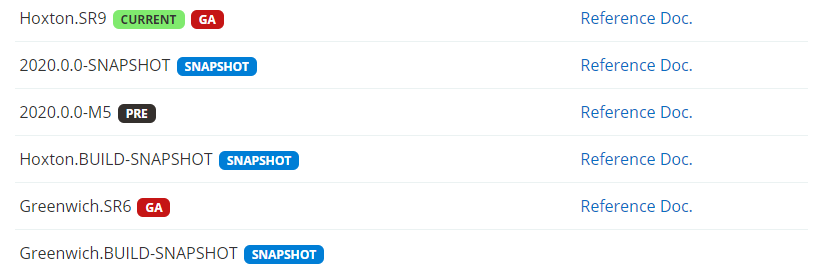 Hoxton.SR9 CURRENT GA Reference Doc.
2020.0.0-SNAPSHOT SNAPSHOT Reference Doc.
2020.0.0-M5 PRE Reference Doc.
Hoxton.BUILD-SNAPSHOT SNAPSHOT Reference Doc.
Greenwich.SR6 GA Reference Doc.
Greenwich.BUILD-SNAPSHOT SNAPSHOT